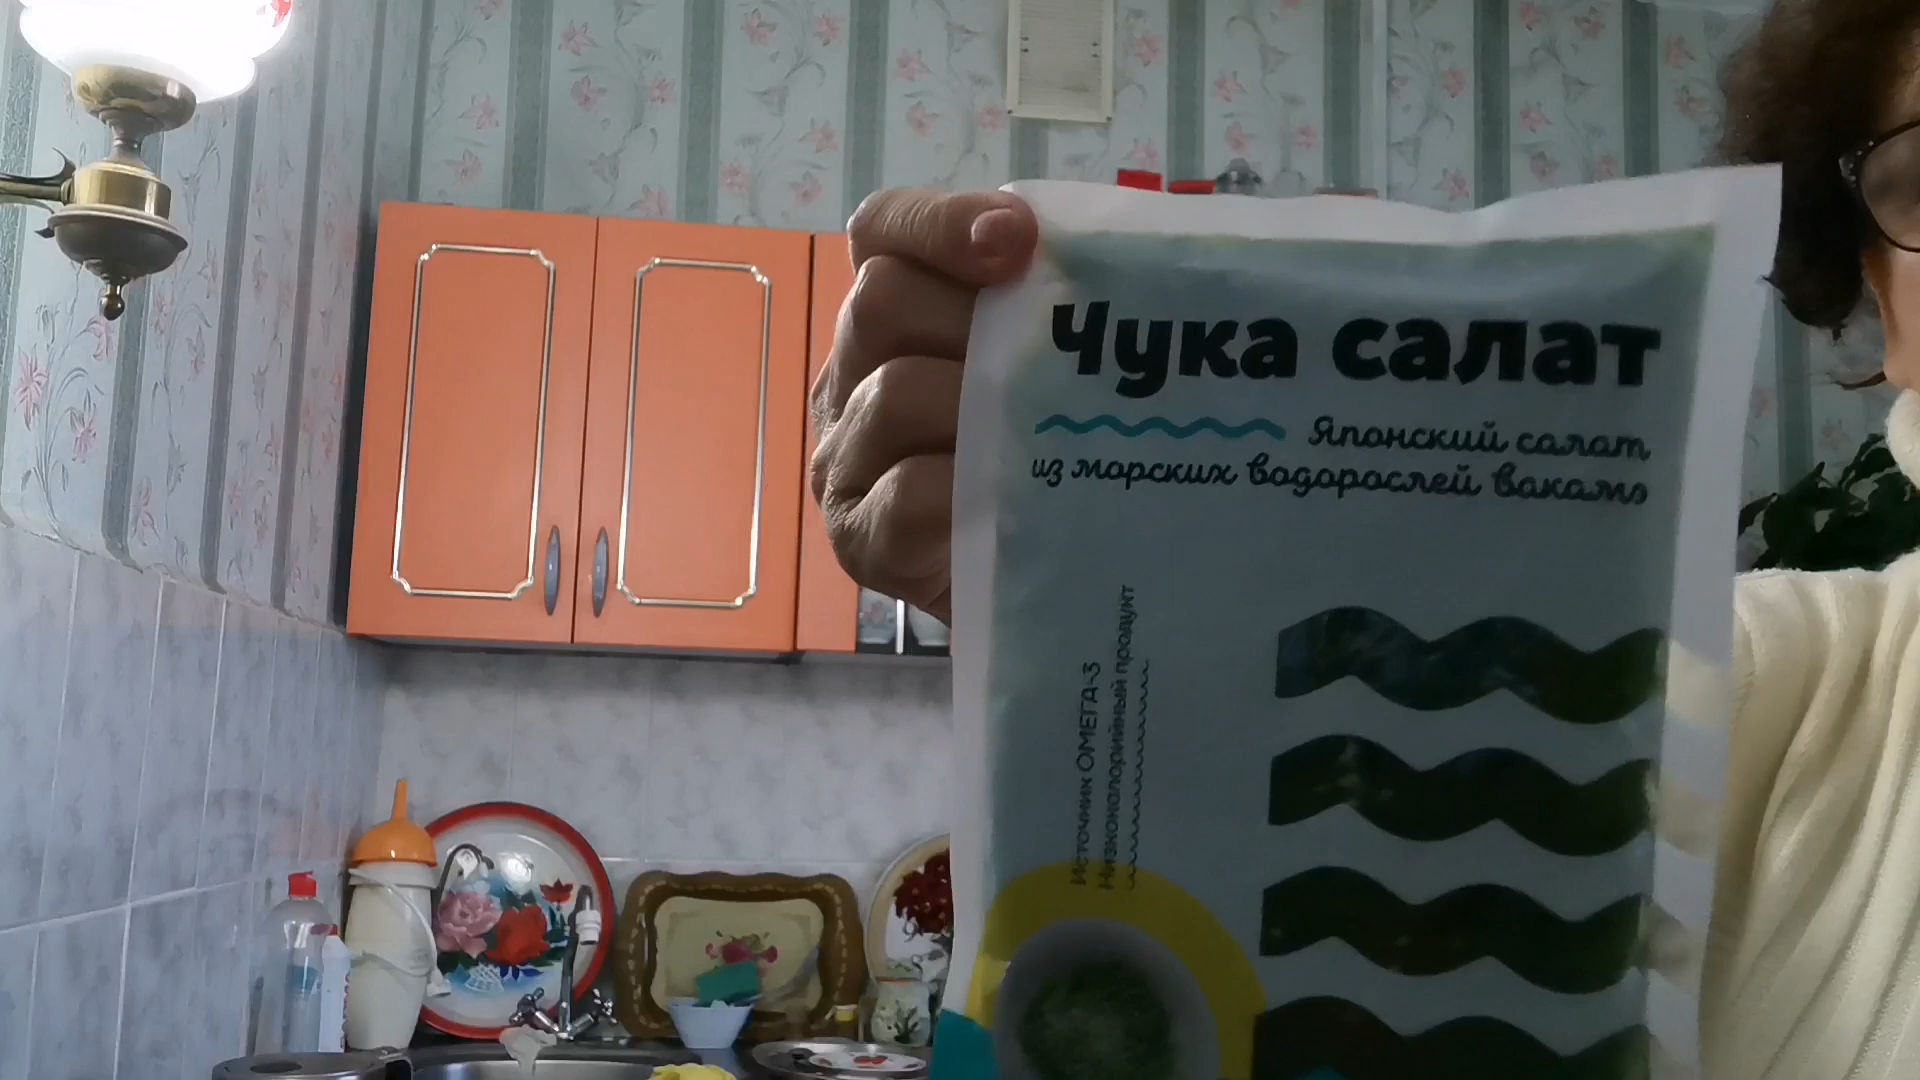 Чука салат
Японский салат
из морских водорослей вакамэ
Источник ОМЕГА-3
Низкокалорийный продукт